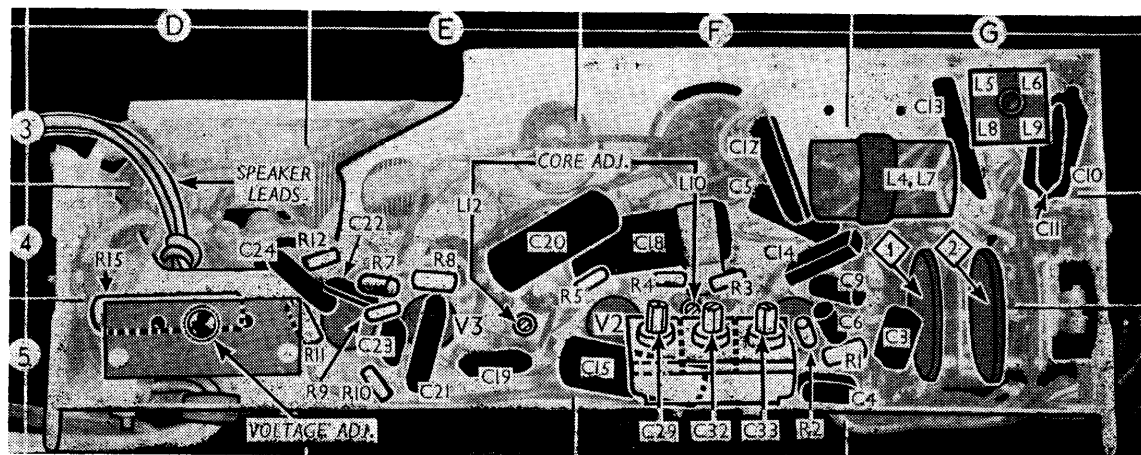 D E F G
3
4
5
L5 L6
L8 L9
C13
C12
C10
C11
CORE ADJ.
L10
L12
SPEAKER
LEADS
L4, L7
C5
C22
C24
R12
R7
R8
C20
C18
C14
R15
R5
R4
R3
C9
1
2
V3
V2
C6
C3
R1
R11
C23
R9
R10
C21
C19
C15
C4
VOLTAGE ADJ.
C29 C32 C33 R2